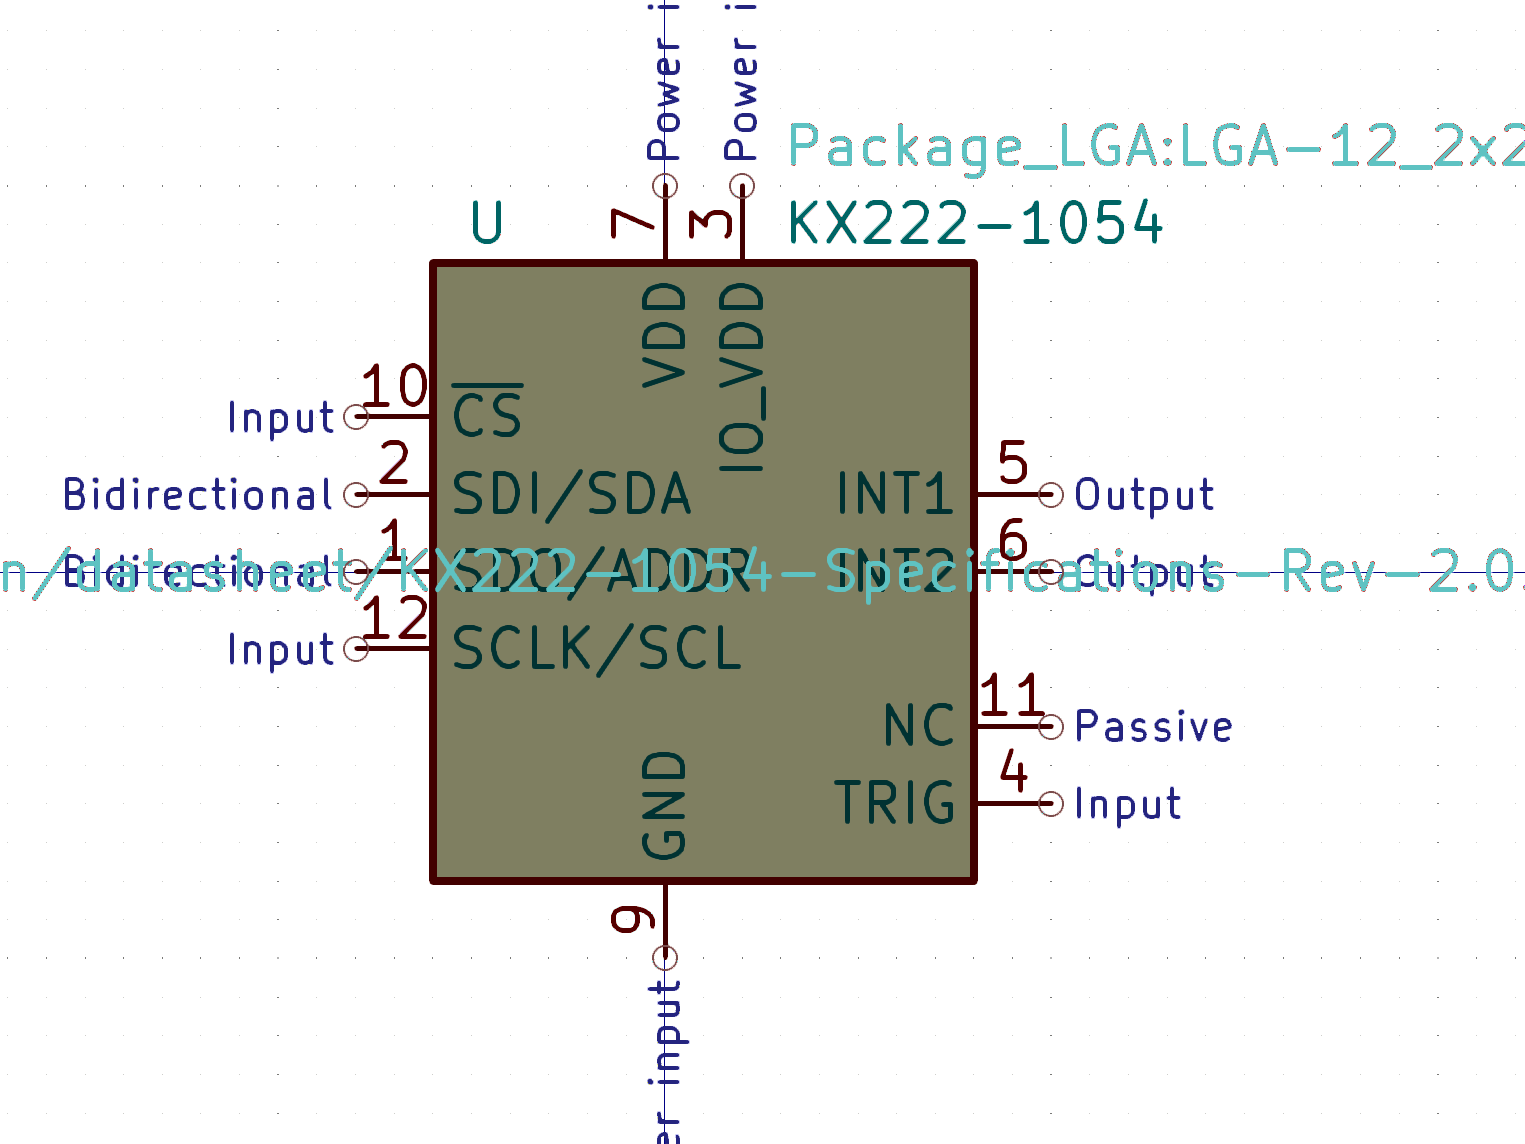 Power i
Power i
Package_LGA:LGA-12_2x2
U
7
3
KX222-1054
VDD
IO_VDD
Input
10
CS
Bidirectional
2
SDI/SDA
INT1
5
Output
Bidirectional
1
SDO/ADDR
INT2
6
Output
n/datasheet/KX222-1054-Specifications-Rev-2.0.
Input
12
SCLK/SCL
NC
11
Passive
TRIG
4
Input
GND
9
er input